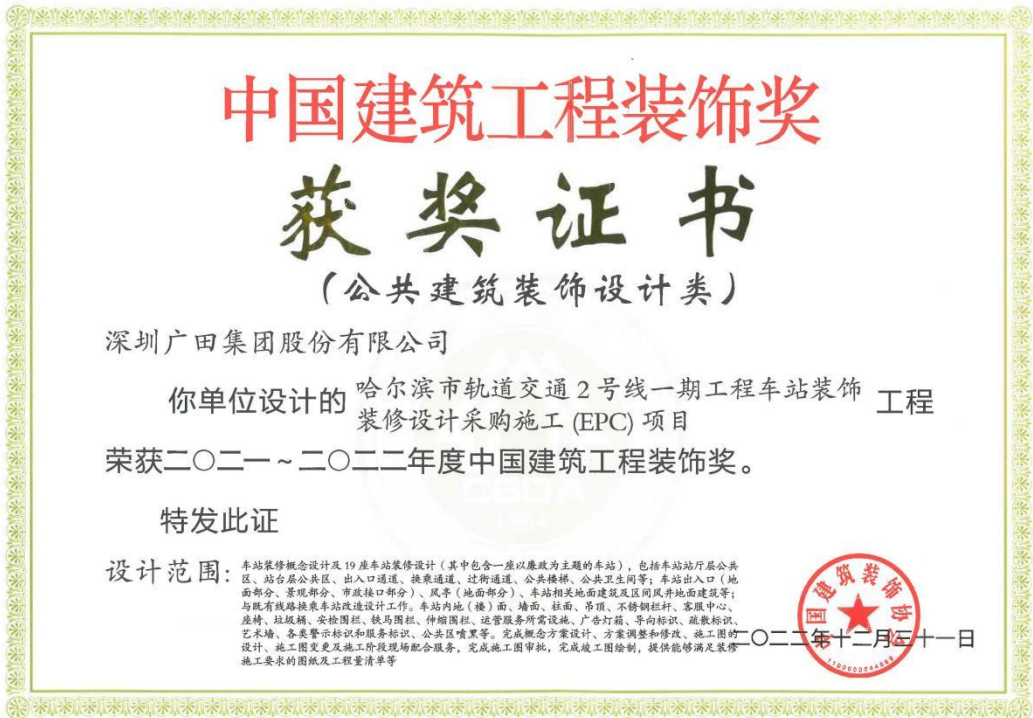 中国建筑工程装饰奖
获奖证书
（公共建筑装饰设计类）
深圳广田集团股份有限公司
你单位设计的 哈尔滨市轨道交通2号线一期工程车站装饰 工程
装修设计采购施工(EPC)项目
荣获二〇二一~二〇二二年度中国建筑工程装饰奖。
特发此证
设计范围：车站装修概念设计及19座车站装修设计（其中包含一座以廉政为主题的车站），包括车站站厅层公共
区、站台层公共区、出入口通道、换乘通道、过街通道、公共楼梯、公共卫生间等；车站出入口（地
面部分、景观部分、市政接口部分）、风亭（地面部分）、车站相关地面建筑及区间风井地面建筑等；
与既有线路换乘车站改造设计工作。车站内地（楼）面、墙面、柱面、吊顶、不锈钢栏杆、客服中心、
座椅、垃圾桶、安检围栏、铁马围栏、伸缩围栏、运营服务所需设施、广告灯箱、导向标识、疏散标识、
艺术墙、各类警示标识和服务标识、公共区喷黑等。完成概念方案设计、方案调整和修改、施工图的
设计、施工图变更及施工阶段现场配合服务，完成施工图审批，完成竣工图绘制，提供能够满足装修
施工要求的图纸及工程量清单等
中国建筑装饰协会
二〇二二年十二月三十一日
CBDA